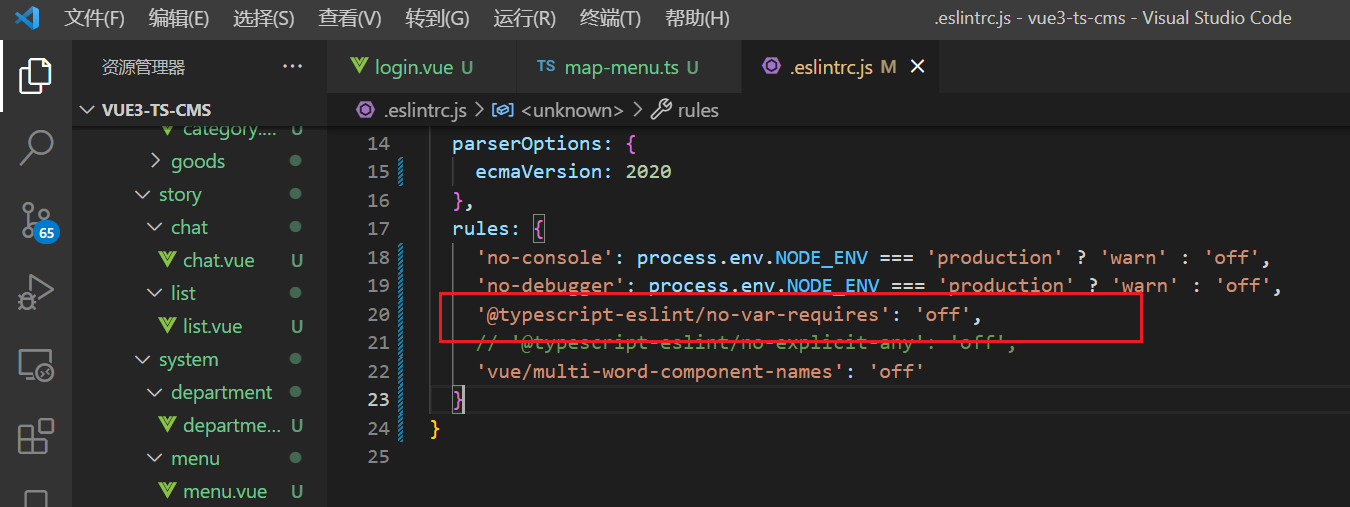 文件(F) 编辑(E) 选择(S) 查看(V) 转到(G) 运行(R) 终端(T) 帮助(H) .eslintrc.js - vue3-ts-cms - Visual Studio Code
资源管理器 ··· login.vue U TS map-menu.ts U .eslintrc.js M
VUE3-TS-CMS .eslintrc.js > <unknown> > rules
category.... U
goods
story
chat
chat.vue U
list
list.vue U
system
department
departme... U
menu
menu.vue U
65
14 parserOptions: {
15 ecmaVersion: 2020
16 },
17 rules: {
18 'no-console': process.env.NODE_ENV === 'production' ? 'warn' : 'off',
19 'no-debugger': process.env.NODE_ENV === 'production' ? 'warn' : 'off',
20 '@typescript-eslint/no-var-requires': 'off',
21 // '@typescript-eslint/no-explicit-any': 'off',
22 'vue/multi-word-component-names': 'off'
23 }
24 }
25